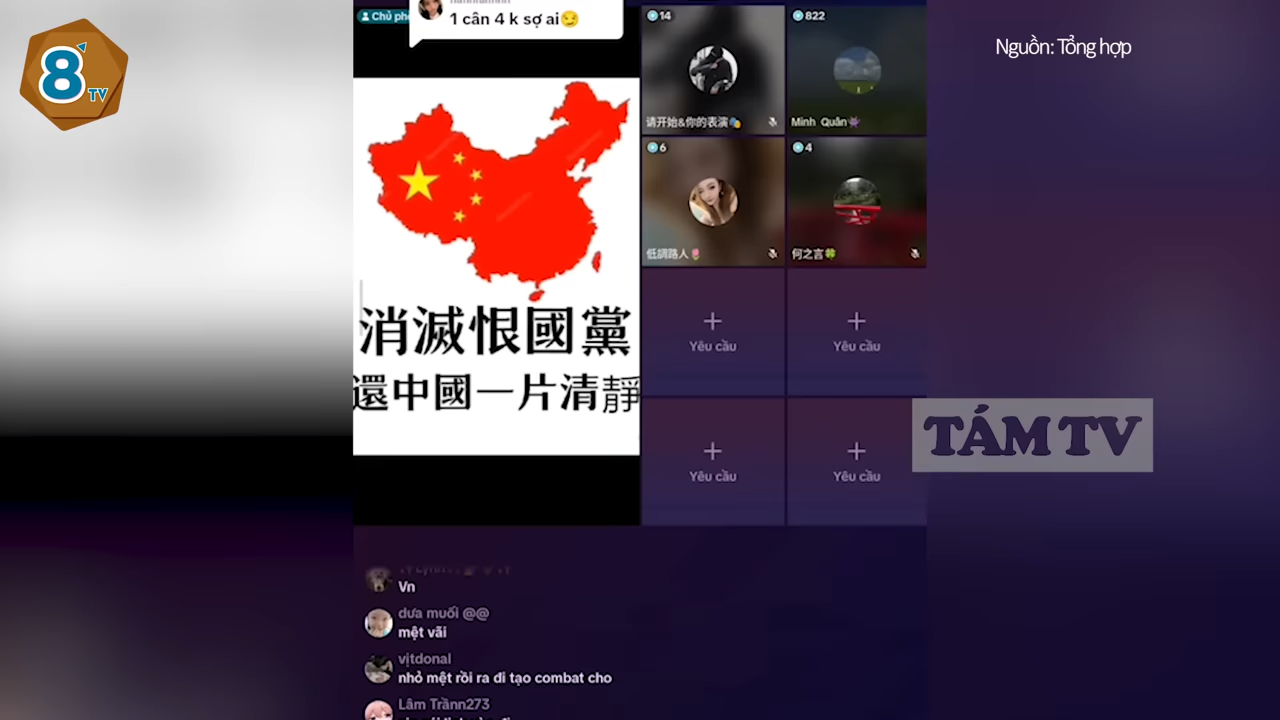 8
TV
Nguồn: Tổng hợp
Chủ
1 cân 4 k sợ ai😏
14
822
请开始&你的表演🎭
Minh Quân👾
6
4
低調路人🌷
何之言🍀
消滅恨國黨
還中國一片清靜
Yêu cầu
Yêu cầu
Yêu cầu
Yêu cầu
TÁM TV
Vn
dưa muối @@
mệt vãi
vịtdonal
nhỏ mệt rồi ra đi tạo combat cho
Lâm Trầnn273